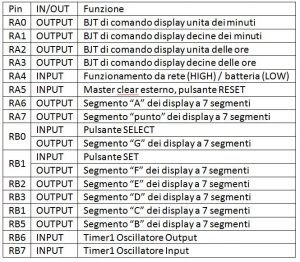 Pin IN/OUT Funzione
RA0 OUTPUT BJT di comando display unita dei minuti
RA1 OUTPUT BJT di comando display decine dei minuti
RA2 OUTPUT BJT di comando display unita delle ore
RA3 OUTPUT BJT di comando display decine delle ore
RA4 INPUT Funzionamento da rete (HIGH) / batteria (LOW)
RA5 INPUT Master clear esterno, pulsante RESET
RA6 OUTPUT Segmento "A" dei display a 7 segmenti
RA7 OUTPUT Segmento "punto" dei display a 7 segmenti
RB0 INPUT Pulsante SELECT
OUTPUT Segmento "G" dei display a 7 segmenti
RB1 INPUT Pulsante SET
OUTPUT Segmento "F" dei display a 7 segmenti
RB2 OUTPUT Segmento "E" dei display a 7 segmenti
RB3 OUTPUT Segmento "D" dei display a 7 segmenti
RB1 OUTPUT Segmento "C" dei display a 7 segmenti
RB5 OUTPUT Segmento "B" dei display a 7 segmenti
RB6 INPUT Timer1 Oscillatore Output
RB7 INPUT Timer1 Oscillatore Input